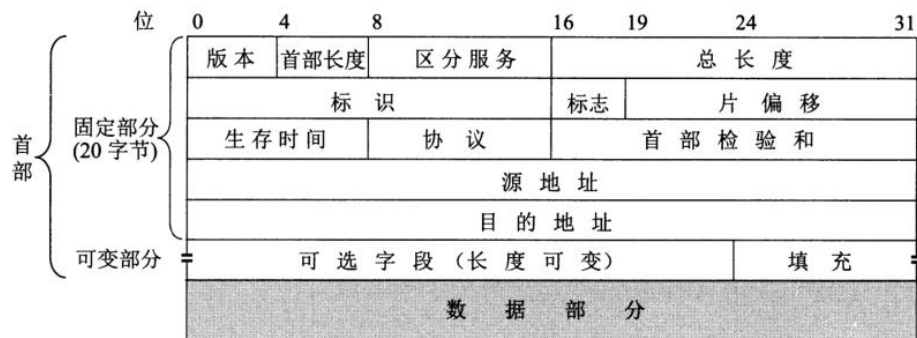 位 0 4 8 16 19 24 31
版本 首部长度 区分服务 总长度
标识 标志 片偏移
首部 固定部分
(20 字节)
生存时间 协议 首部检验和
源地址
目的地址
可变部分 可选字段（长度可变） 填充
数据部分